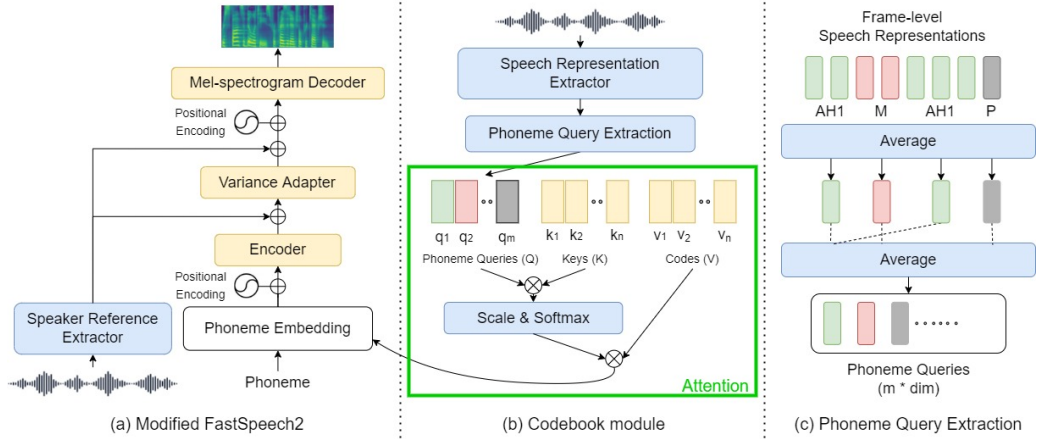 Mel-spectrogram Decoder
Positional
Encoding
Variance Adapter
Encoder
Positional
Encoding
Speaker Reference
Extractor
Phoneme Embedding
Phoneme
(a) Modified FastSpeech2
Speech Representation
Extractor
Phoneme Query Extraction
q1 q2 qm k1 k2 kn v1 v2 vn
Phoneme Queries (Q) Keys (K) Codes (V)
Scale & Softmax
Attention
(b) Codebook module
Frame-level
Speech Representations
AH1 M AH1 P
Average
Average
Phoneme Queries
(m * dim)
(c) Phoneme Query Extraction